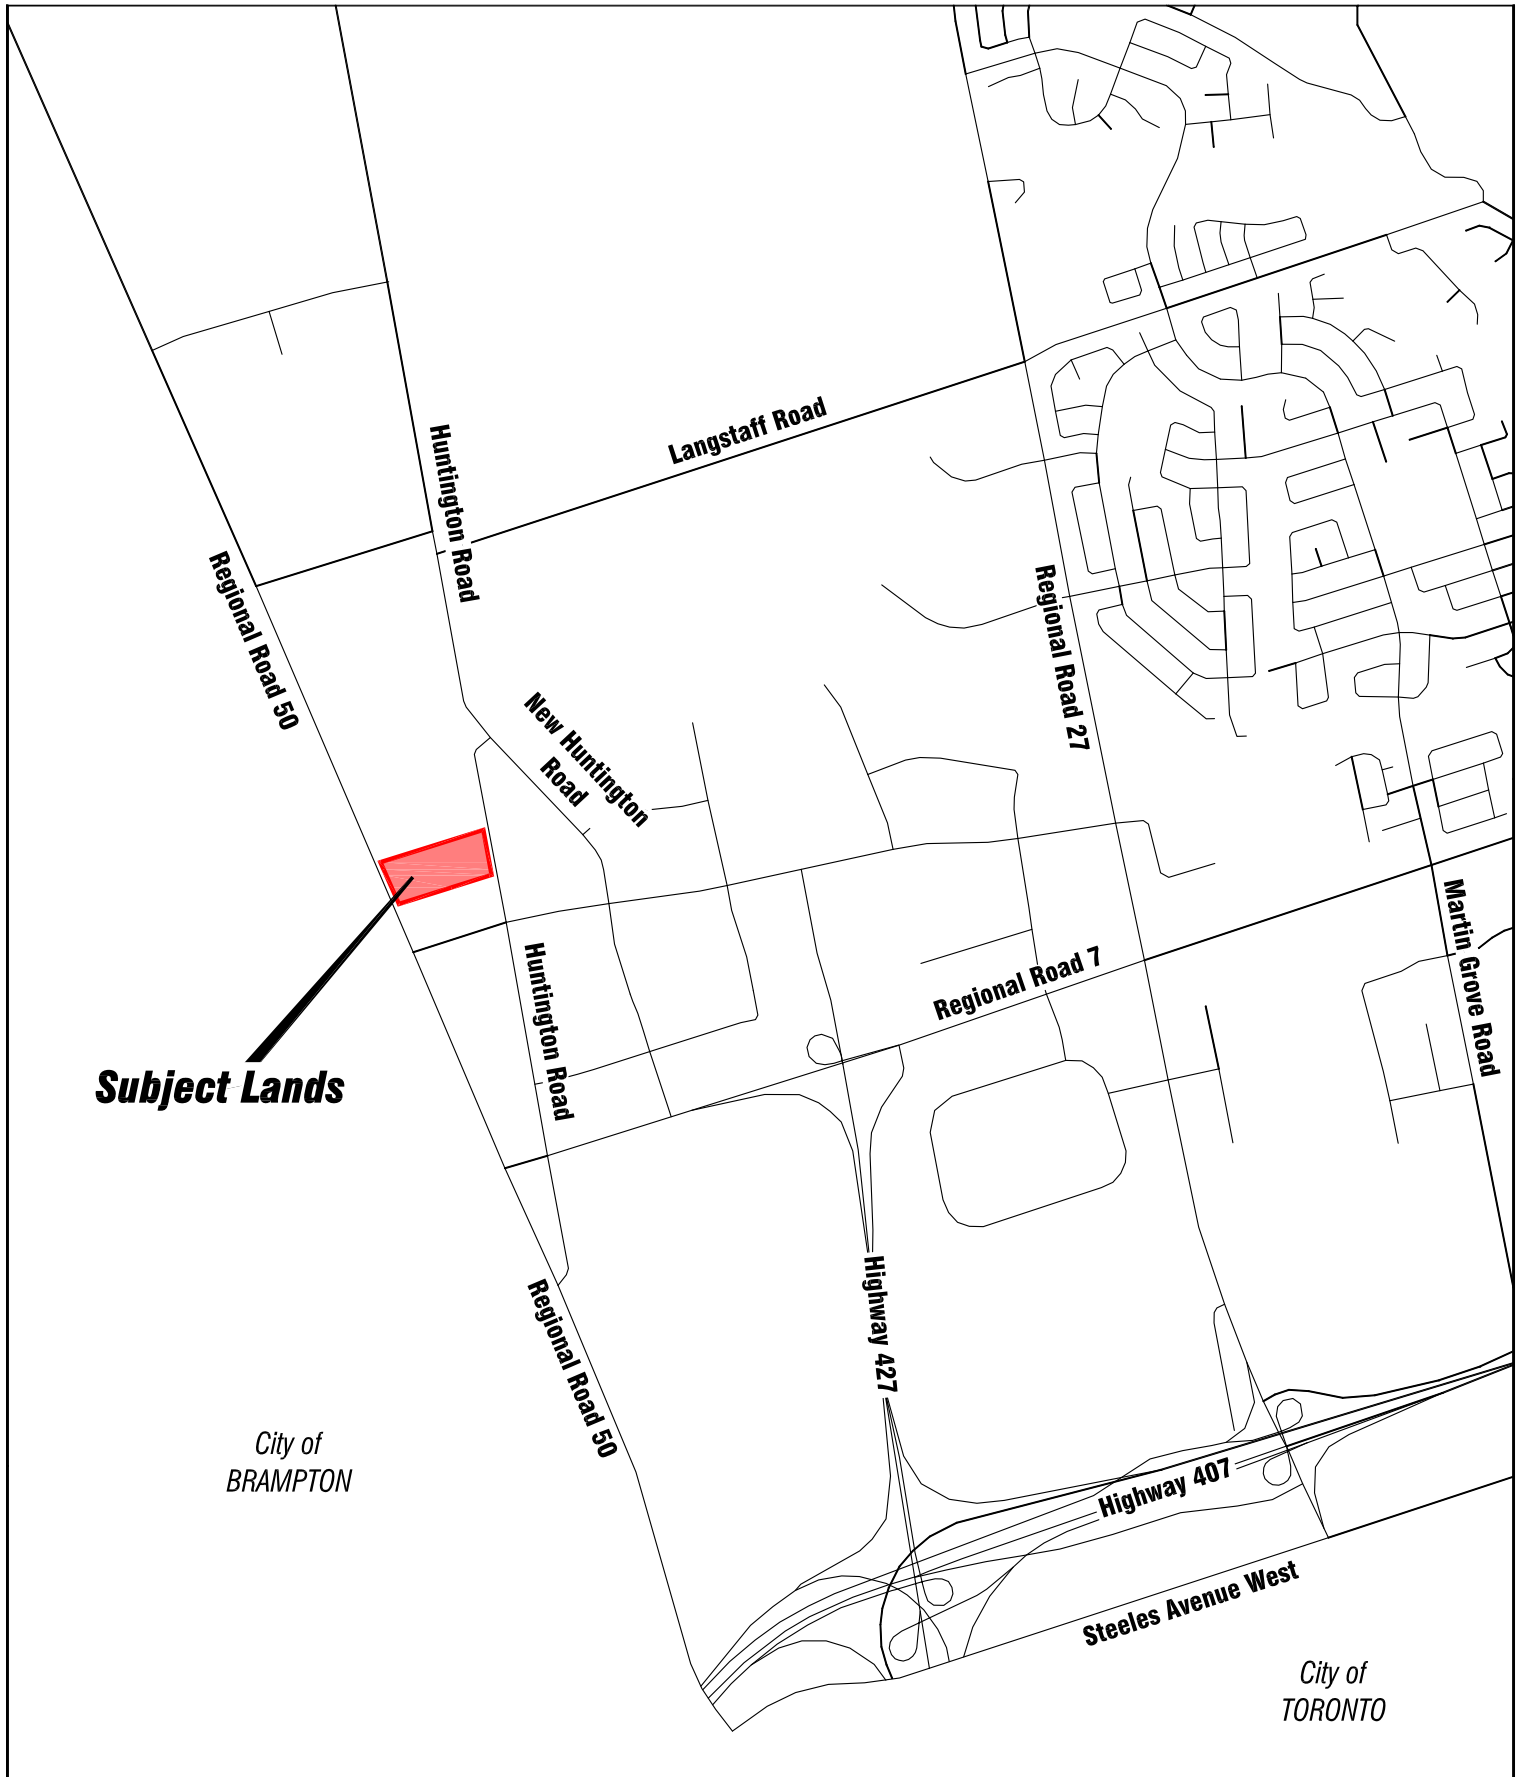 Langstaff Road
Huntington Road
Regional Road 50
Regional Road 27
New Huntington
Road
Martin Grove Road
Huntington Road
Regional Road 7
Subject Lands
Highway 427
Regional Road 50
City of
BRAMPTON
Highway 407
Steeles Avenue West
City of
TORONTO